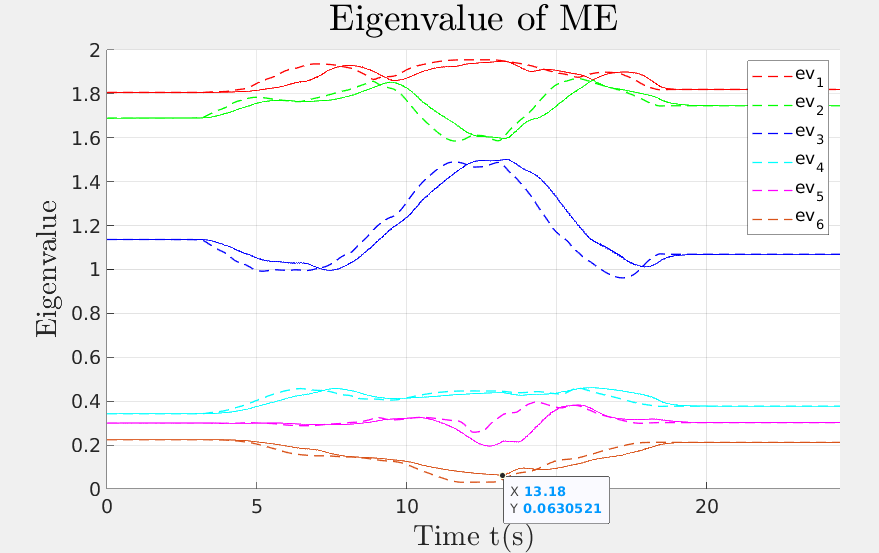 Eigenvalue of ME
2
1.8
1.6
1.4
1.2
1
0.8
0.6
0.4
0.2
0
Eigenvalue
ev1
ev2
ev3
ev4
ev5
ev6
X 13.18
Y 0.0630521
0 5 10 20
Time t(s)